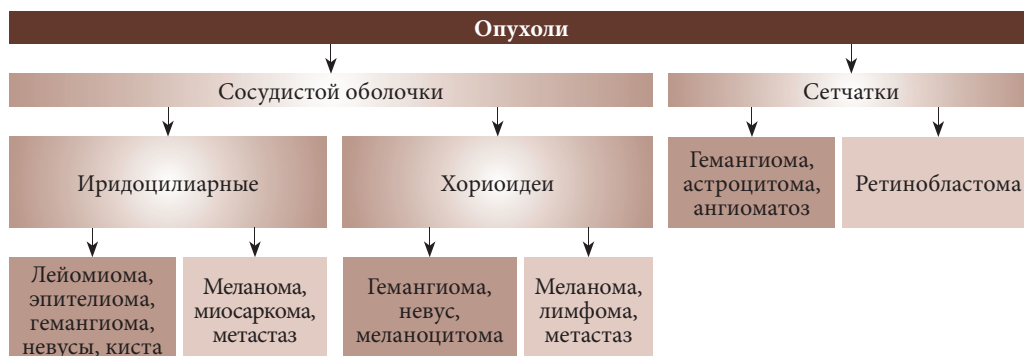 Опухоли
Сосудистой оболочки
Сетчатки
Иридоцилиарные
Хориоидеи
Гемангиома,
астроцитома,
ангиоматоз
Ретинобластома
Лейомиома,
эпителиома,
гемангиома,
невусы, киста
Меланома,
миосаркома,
метастаз
Гемангиома,
невус,
меланоцитома
Меланома,
лимфома,
метастаз